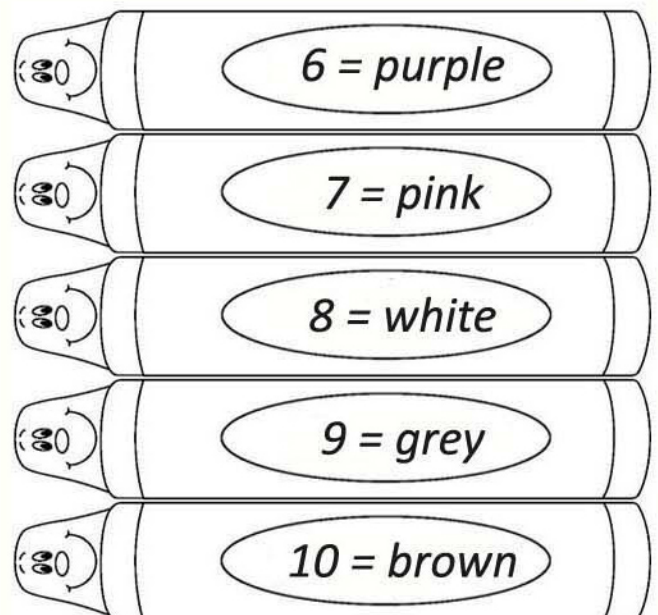 6 = purple
7 = pink
8 = white
9 = grey
10 = brown